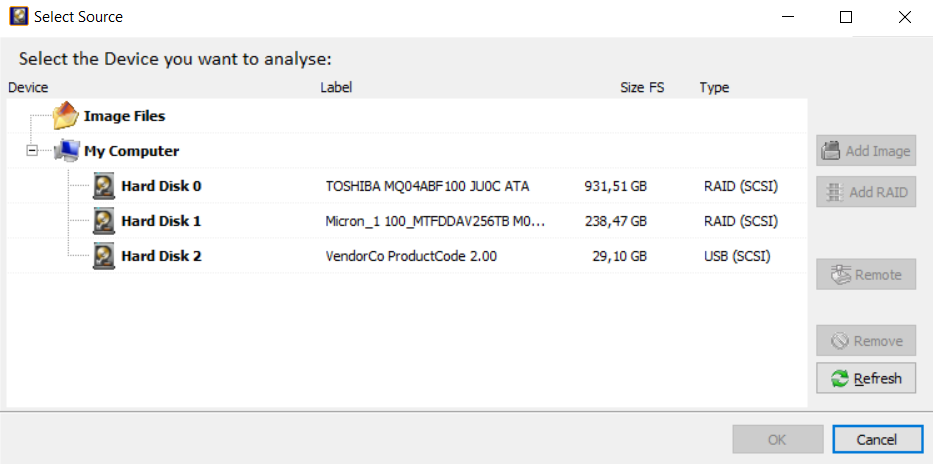 Select Source
Select the Device you want to analyse:
Device Label Size FS Type
Image Files
My Computer
Hard Disk 0 TOSHIBA MQ04ABF100 JU0C ATA 931,51 GB RAID (SCSI)
Hard Disk 1 Micron_1 100_MTFDDAV256TB M0... 238,47 GB RAID (SCSI)
Hard Disk 2 VendorCo ProductCode 2.00 29,10 GB USB (SCSI)
Add Image
Add RAID
Remote
Remove
Refresh
OK Cancel